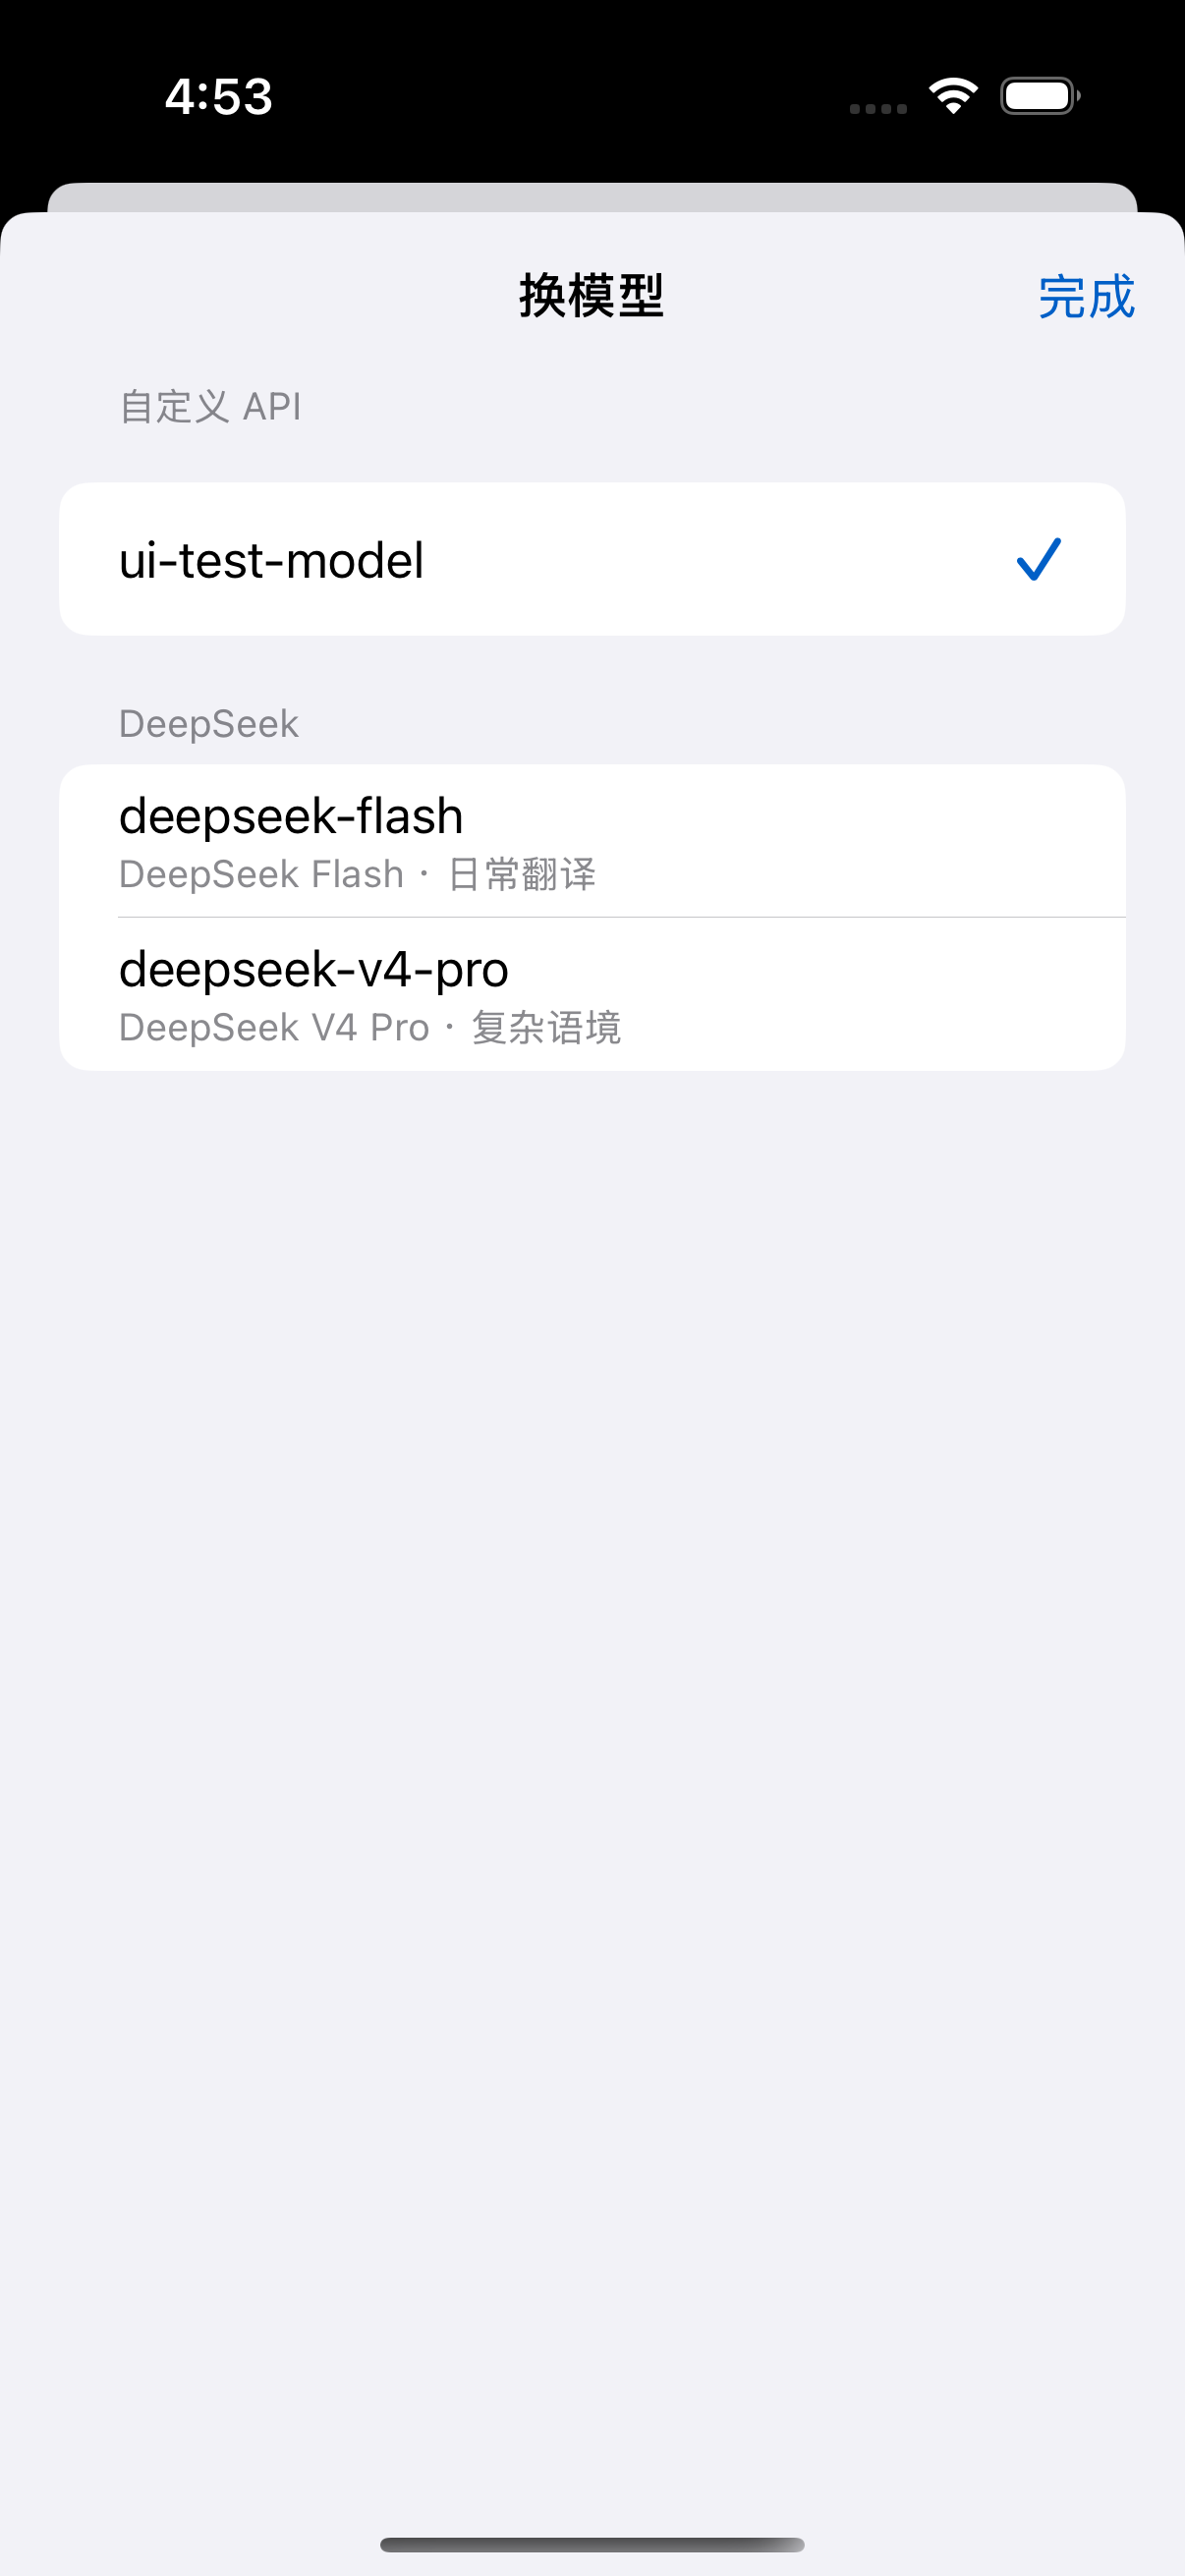 4:53
换模型
完成
自定义 API
ui-test-model
DeepSeek
deepseek-flash
DeepSeek Flash · 日常翻译
deepseek-v4-pro
DeepSeek V4 Pro · 复杂语境